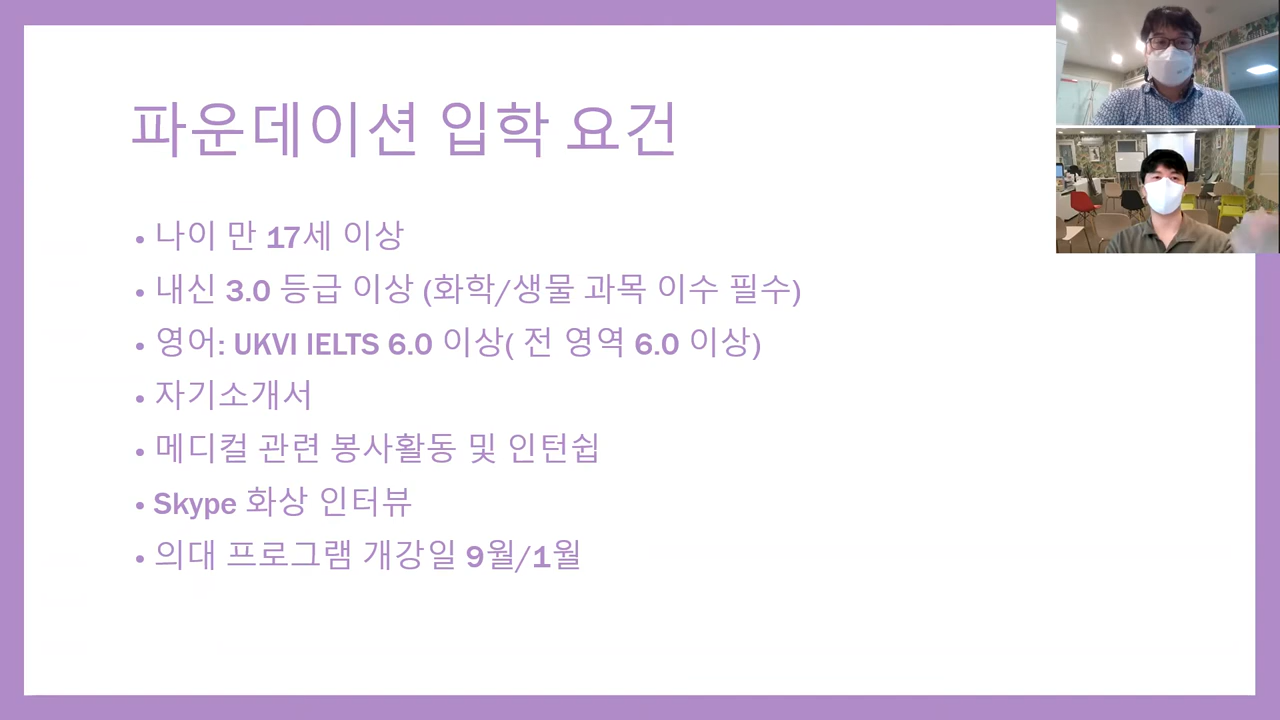 파운데이션 입학 요건
• 나이 만 17세 이상
• 내신 3.0 등급 이상 (화학/생물 과목 이수 필수)
• 영어: UKVI IELTS 6.0 이상( 전 영역 6.0 이상)
• 자기소개서
• 메디컬 관련 봉사활동 및 인턴쉽
• Skype 화상 인터뷰
• 의대 프로그램 개강일 9월/1월